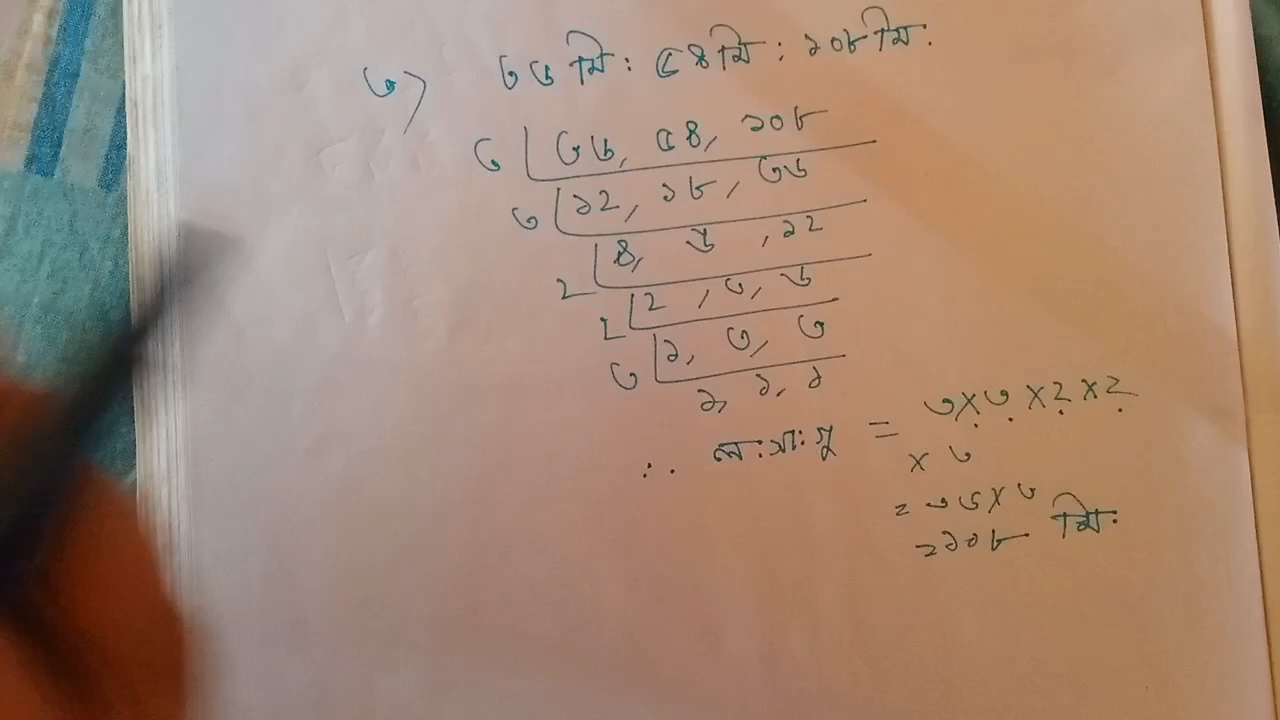 ৩) ৩৬ মি: ৫৪ মি: ১০৮ মি:
৩ | ৩৬, ৫৪, ১০৮
৩ | ১২, ১৮, ৩৬
২ | ৪, ৬, ১২
২ | ২, ৩, ৬
৩ | ১, ৩, ৩
১, ১, ১
∴ ল:সা:গু = ৩×৩×২×২
× ৩
= ৩৬×৩
=১০৮ মি: